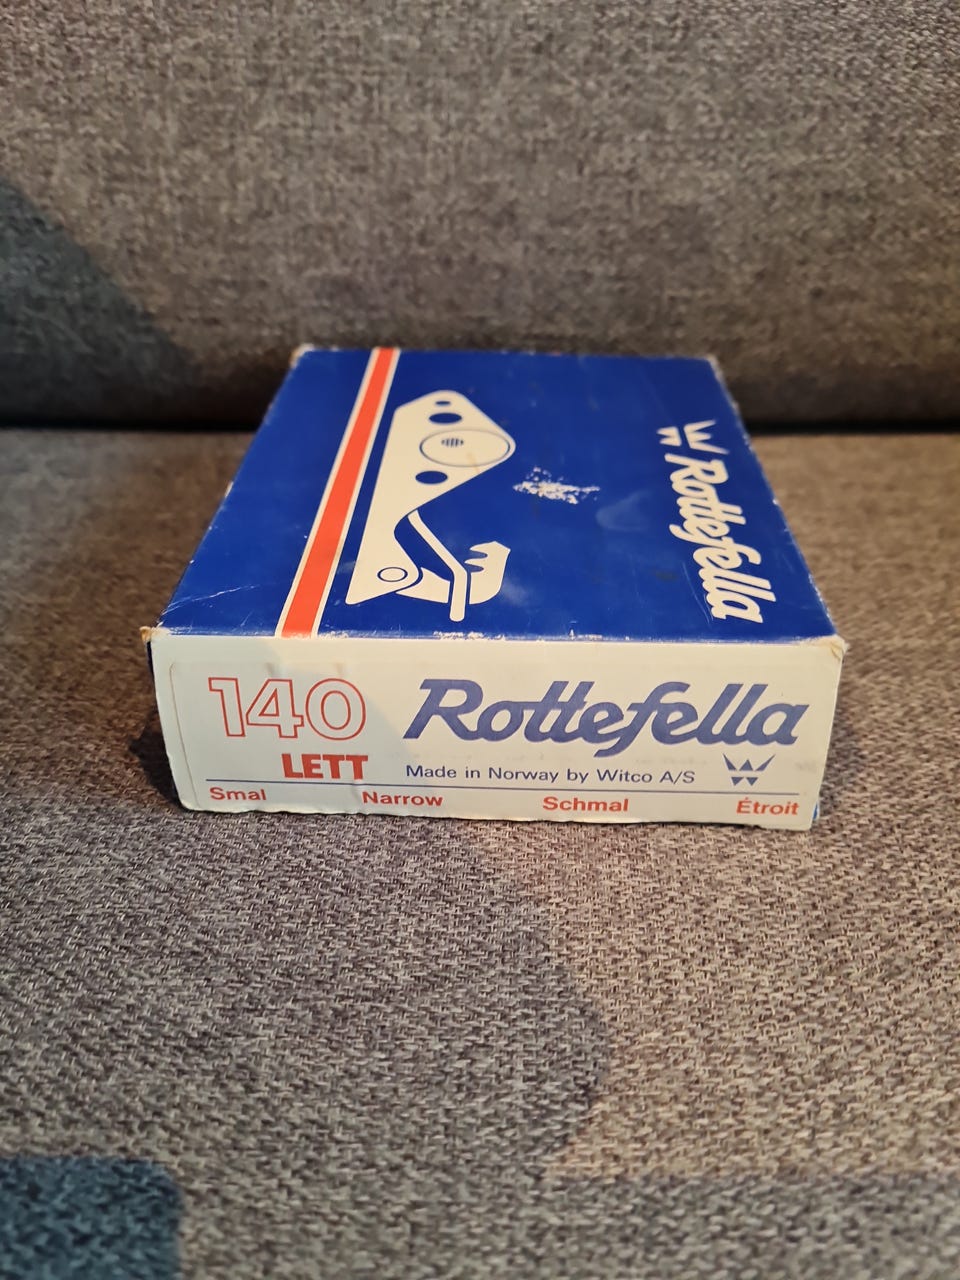 Rottefella
140 Rottefella
LETT Made in Norway by Witco A/S
Smal Narrow Schmal Étroit